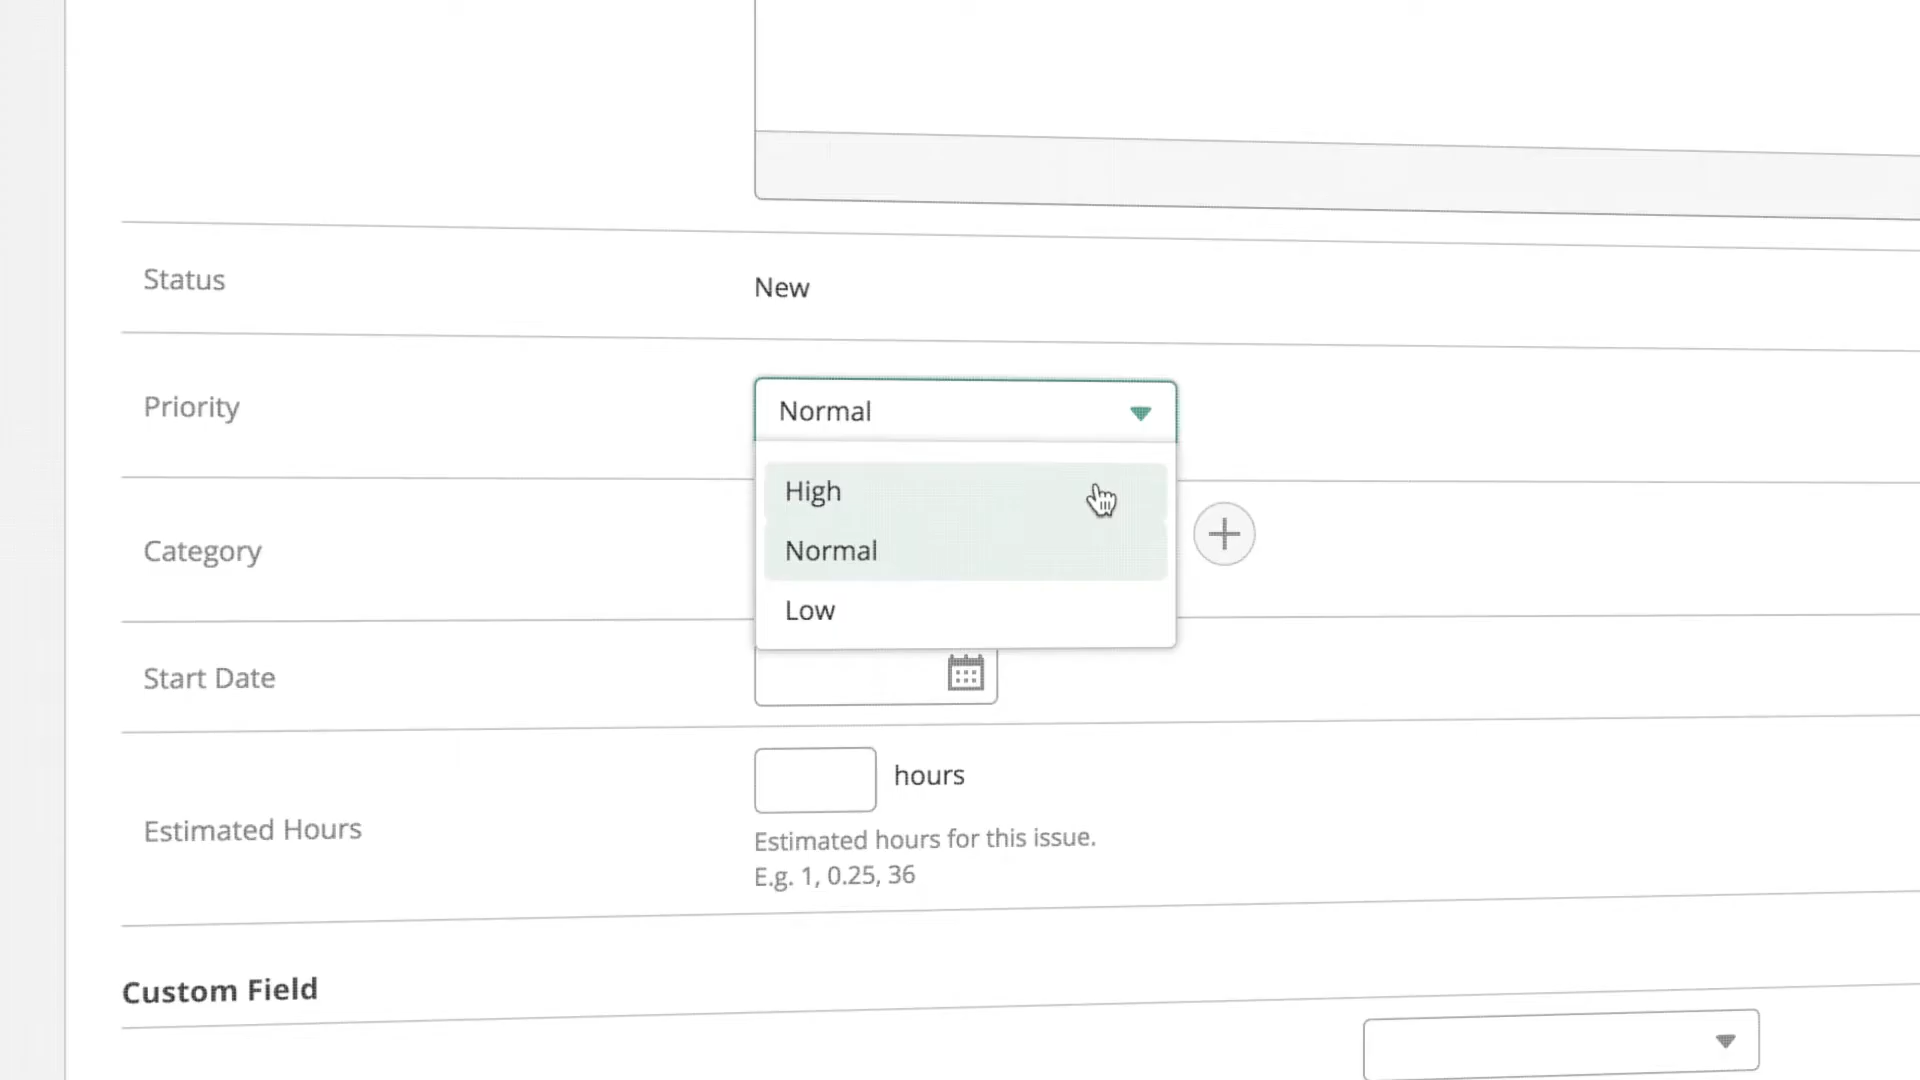 Status
New
Priority
Normal
High
Normal
Low
Category
Start Date
Estimated Hours
hours
Estimated hours for this issue.
E.g. 1, 0.25, 36
Custom Field